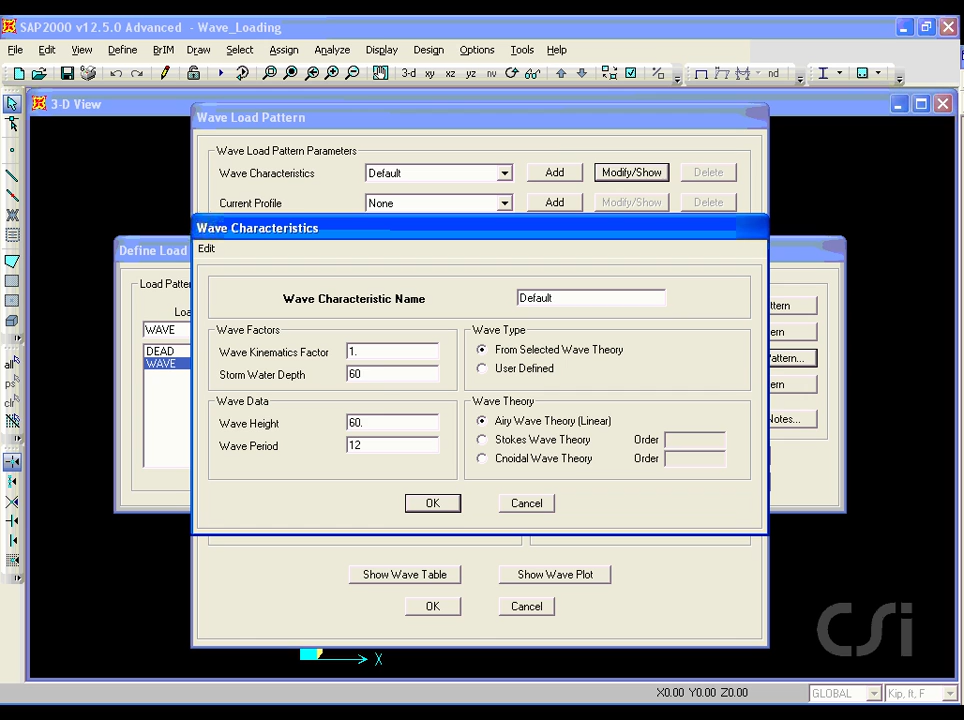 SAP2000 v12.5.0 Advanced - Wave_Loading
File Edit View Define BrIM Draw Select Assign Analyze Display Design Options Tools Help
3-d xy xz yz nv nd
3-D View
Wave Load Pattern
Wave Load Pattern Parameters
Wave Characteristics Default Add Modify/Show Delete
Current Profile None Add Modify/Show Delete
Wave Characteristics
Edit
Define Load
Load Patter
Loa
WAVE
DEAD
WAVE
Wave Characteristic Name Default
Wave Factors
Wave Kinematics Factor 1.
Storm Water Depth 60
Wave Type
From Selected Wave Theory
User Defined
Wave Data
Wave Height 60.
Wave Period 12
Wave Theory
Airy Wave Theory (Linear)
Stokes Wave Theory Order
Cnoidal Wave Theory Order
OK Cancel
ttern
ern
Pattern...
ern
Notes...
all
ps
clr
Show Wave Table Show Wave Plot
OK Cancel
X
CSi
X0.00 Y0.00 Z0.00 GLOBAL Kip, ft, F